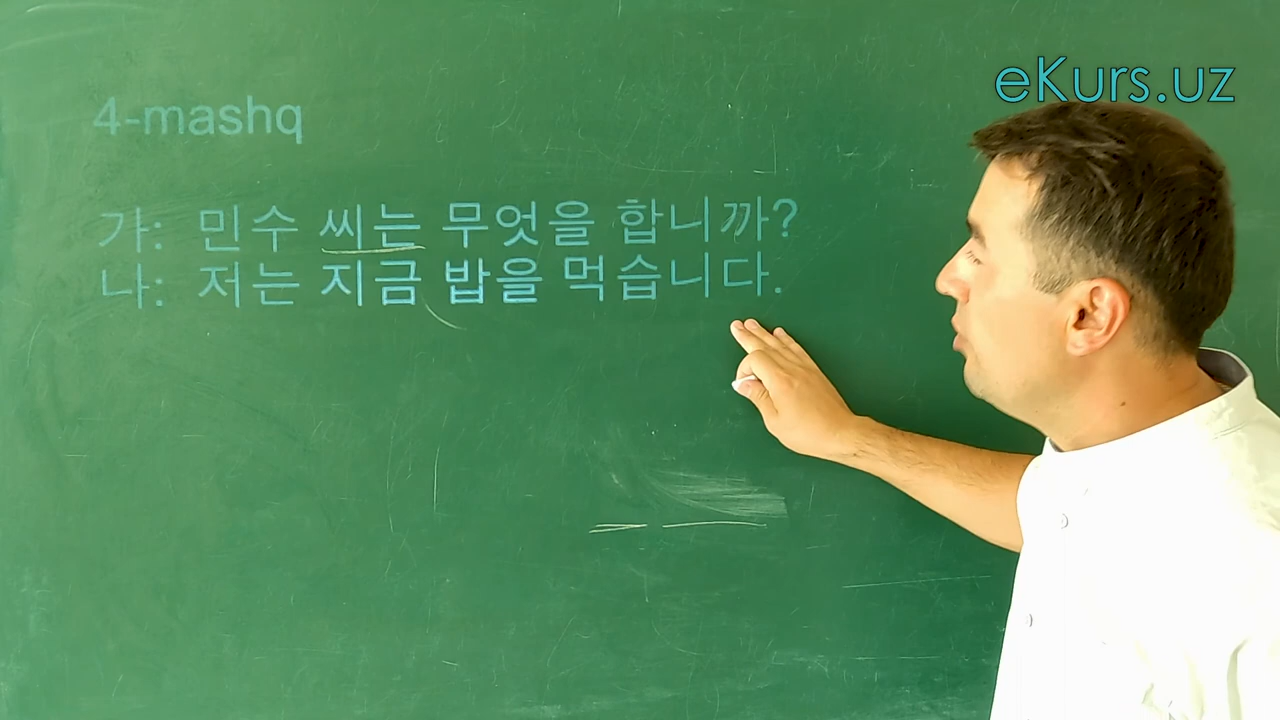 eKurs.uz
4-mashq
가: 민수 씨는 무엇을 합니까?
나: 저는 지금 밥을 먹습니다.